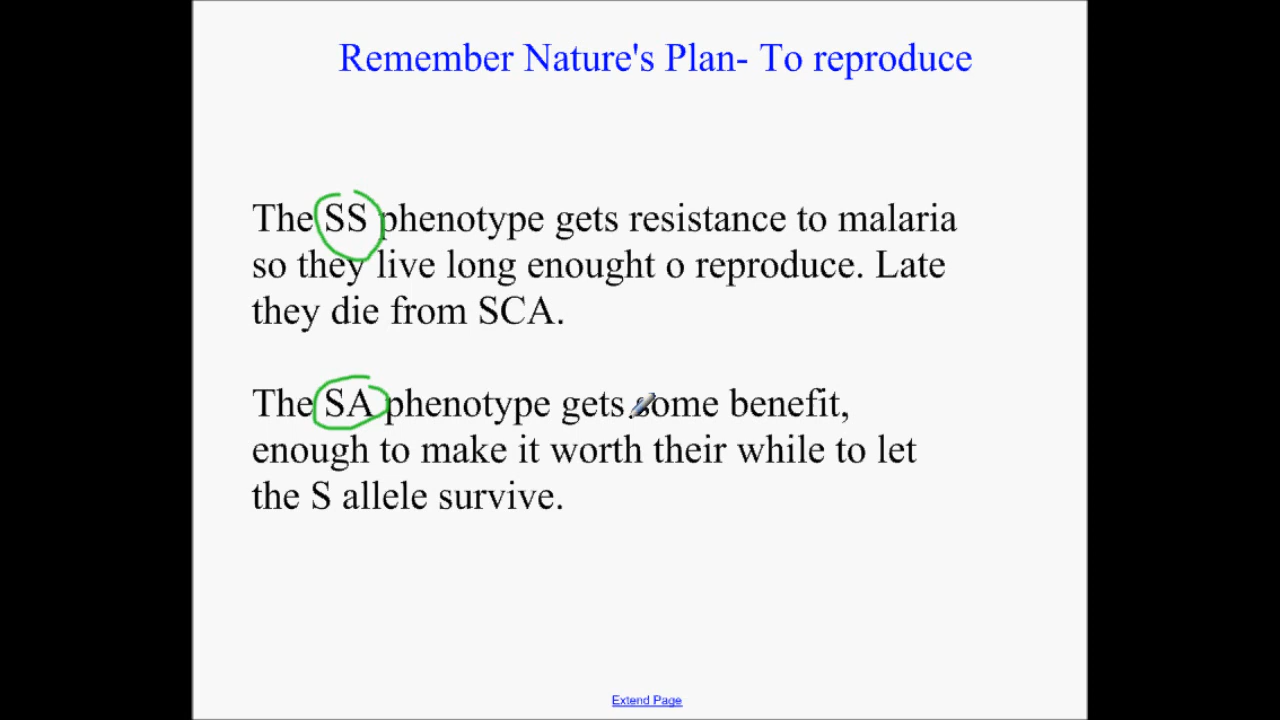 Remember Nature's Plan- To reproduce
The SS phenotype gets resistance to malaria
so they live long enought o reproduce. Late
they die from SCA.
The SA phenotype gets some benefit,
enough to make it worth their while to let
the S allele survive.
Extend Page